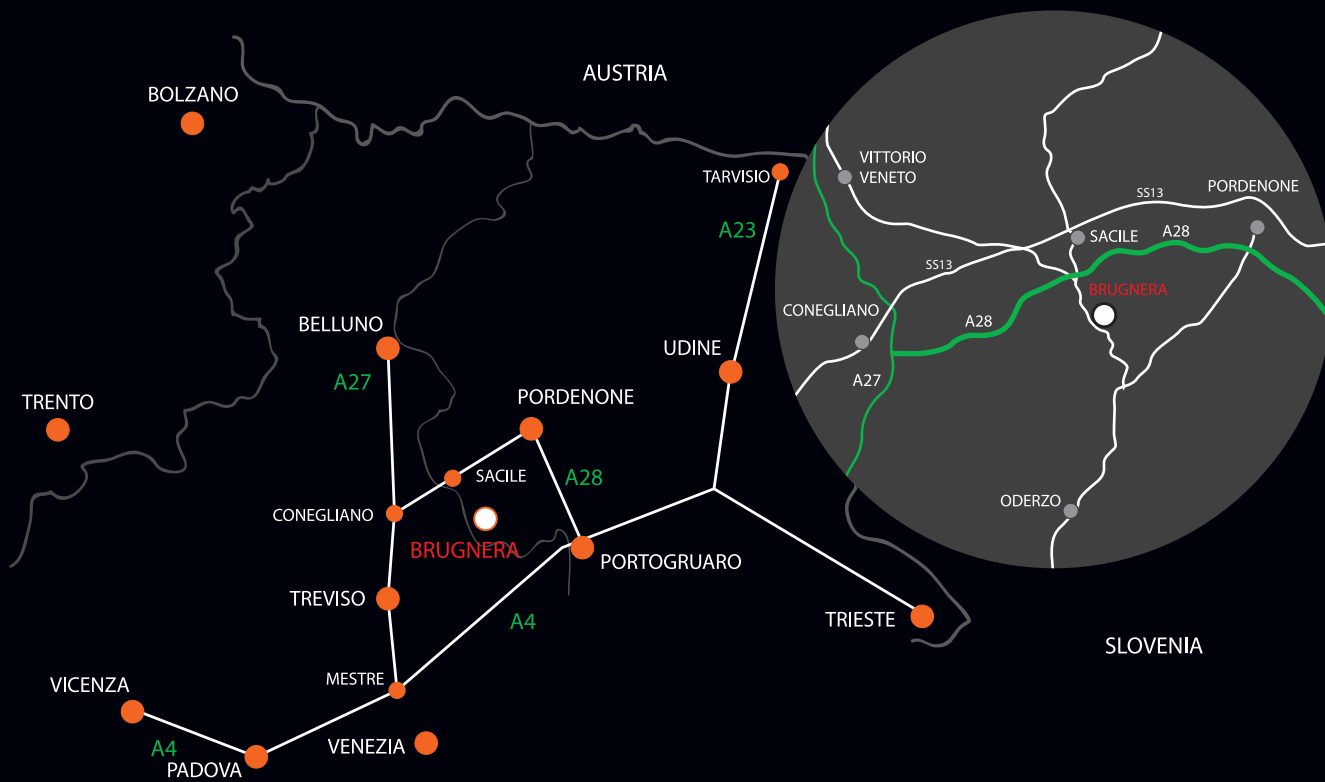 AUSTRIA
BOLZANO
TARVISIO
A23
BELLUNO
A27
UDINE
TRENTO
PORDENONE
SACILE
A28
CONEGLIANO
BRUGNERA
PORTOGRUARO
TREVISO
A4
TRIESTE
SLOVENIA
MESTRE
VICENZA
A4
PADOVA
VENEZIA
VITTORIO
VENETO
SS13
PORDENONE
SACILE
A28
SS13
BRUGNERA
CONEGLIANO
A28
A27
ODERZO